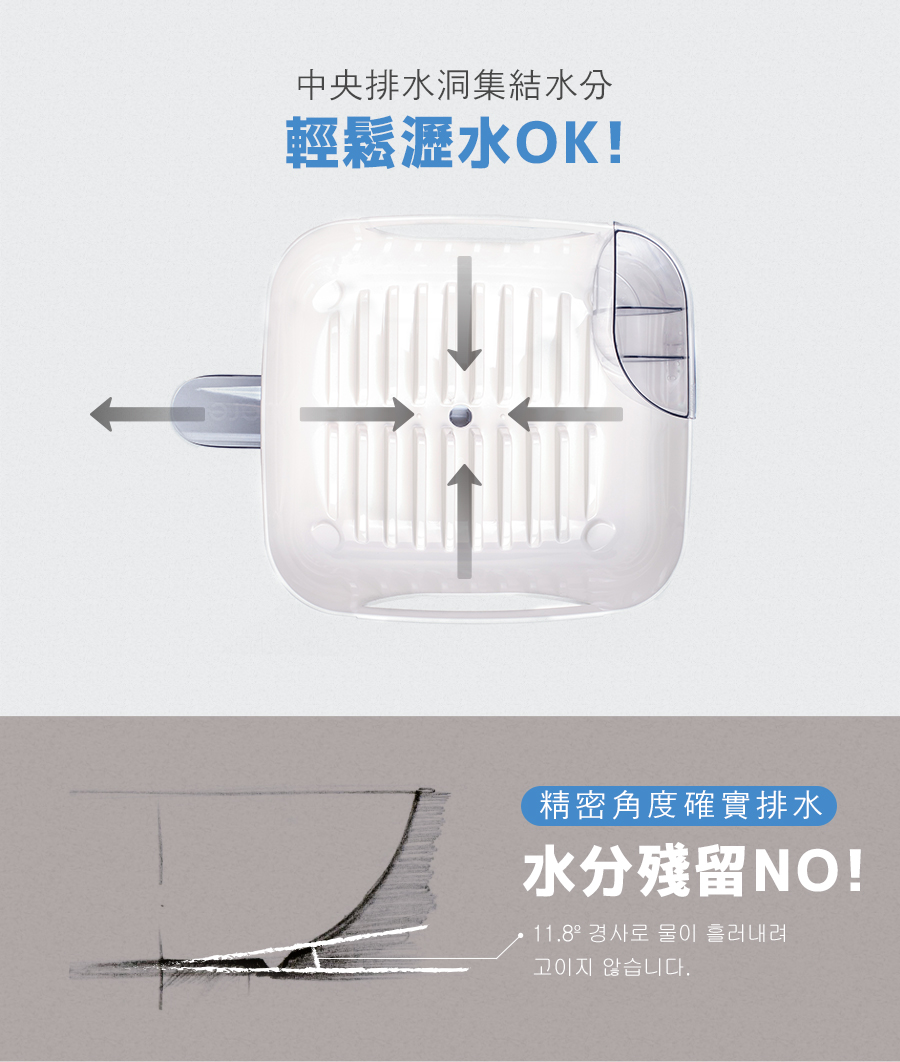 中央排水洞集結水分
輕鬆瀝水OK!
精密角度確實排水
水分殘留NO!
11.8º 경사로 물이 흘러내려
고이지 않습니다.